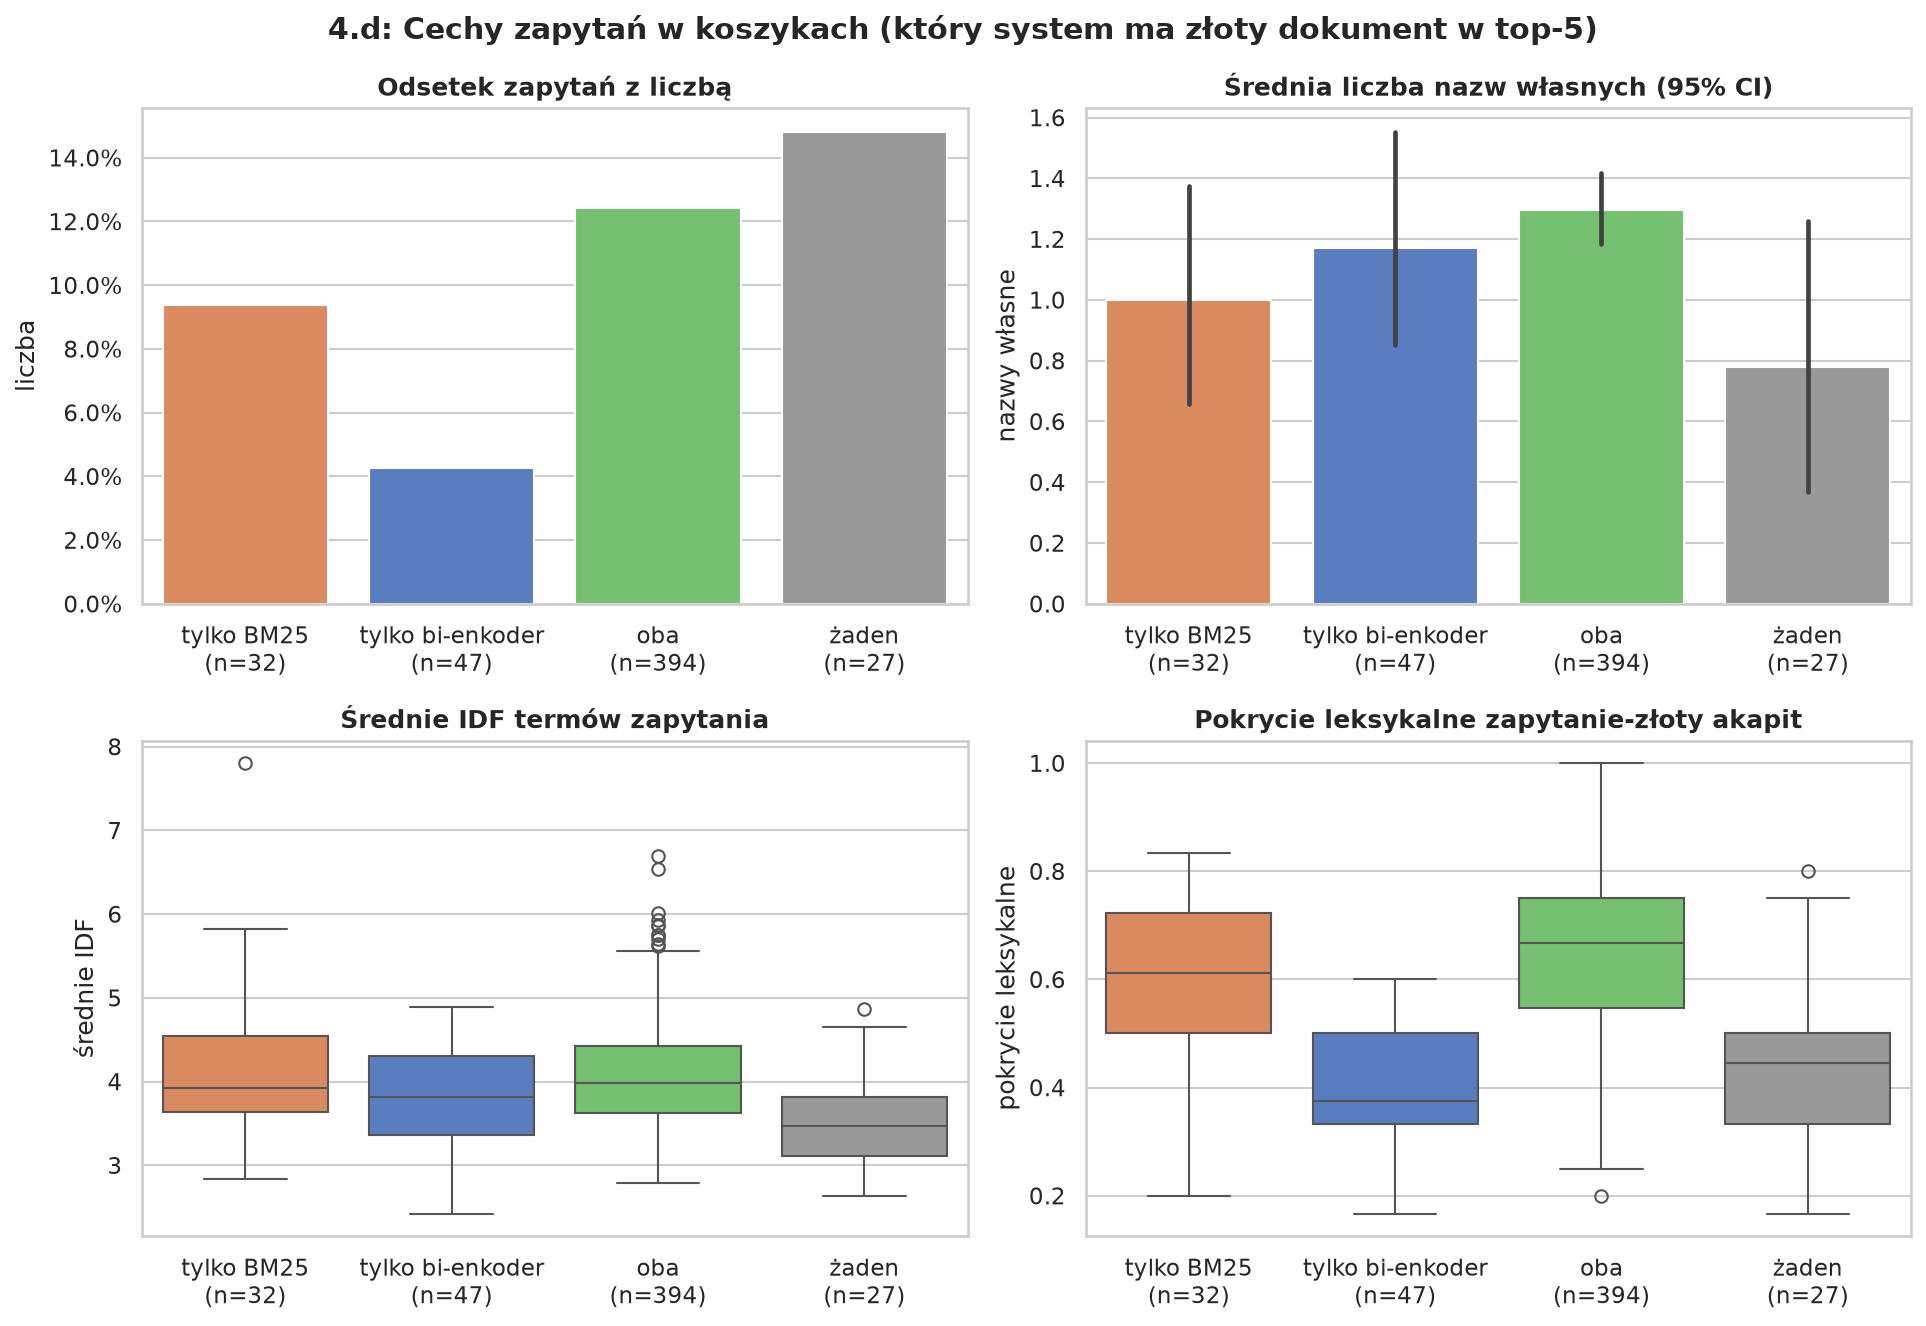 4.d: Cechy zapytań w koszykach (który system ma złoty dokument w top-5)
Odsetek zapytań z liczbą
liczba
14.0%
12.0%
10.0%
8.0%
6.0%
4.0%
2.0%
0.0%
tylko BM25
(n=32)
tylko bi-enkoder
(n=47)
oba
(n=394)
żaden
(n=27)
Średnia liczba nazw własnych (95% CI)
nazwy własne
1.6
1.4
1.2
1.0
0.8
0.6
0.4
0.2
0.0
tylko BM25
(n=32)
tylko bi-enkoder
(n=47)
oba
(n=394)
żaden
(n=27)
Średnie IDF termów zapytania
średnie IDF
8
7
6
5
4
3
tylko BM25
(n=32)
tylko bi-enkoder
(n=47)
oba
(n=394)
żaden
(n=27)
Pokrycie leksykalne zapytanie-złoty akapit
pokrycie leksykalne
1.0
0.8
0.6
0.4
0.2
tylko BM25
(n=32)
tylko bi-enkoder
(n=47)
oba
(n=394)
żaden
(n=27)